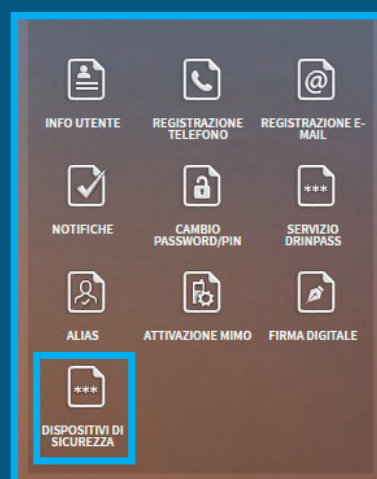 INFO UTENTE
REGISTRAZIONE
TELEFONO
REGISTRAZIONE E-
MAIL
NOTIFICHE
CAMBIO
PASSWORD/PIN
***
SERVIZIO
DRINPASS
ALIAS
ATTIVAZIONE MIMO
FIRMA DIGITALE
***
DISPOSITIVI DI
SICUREZZA